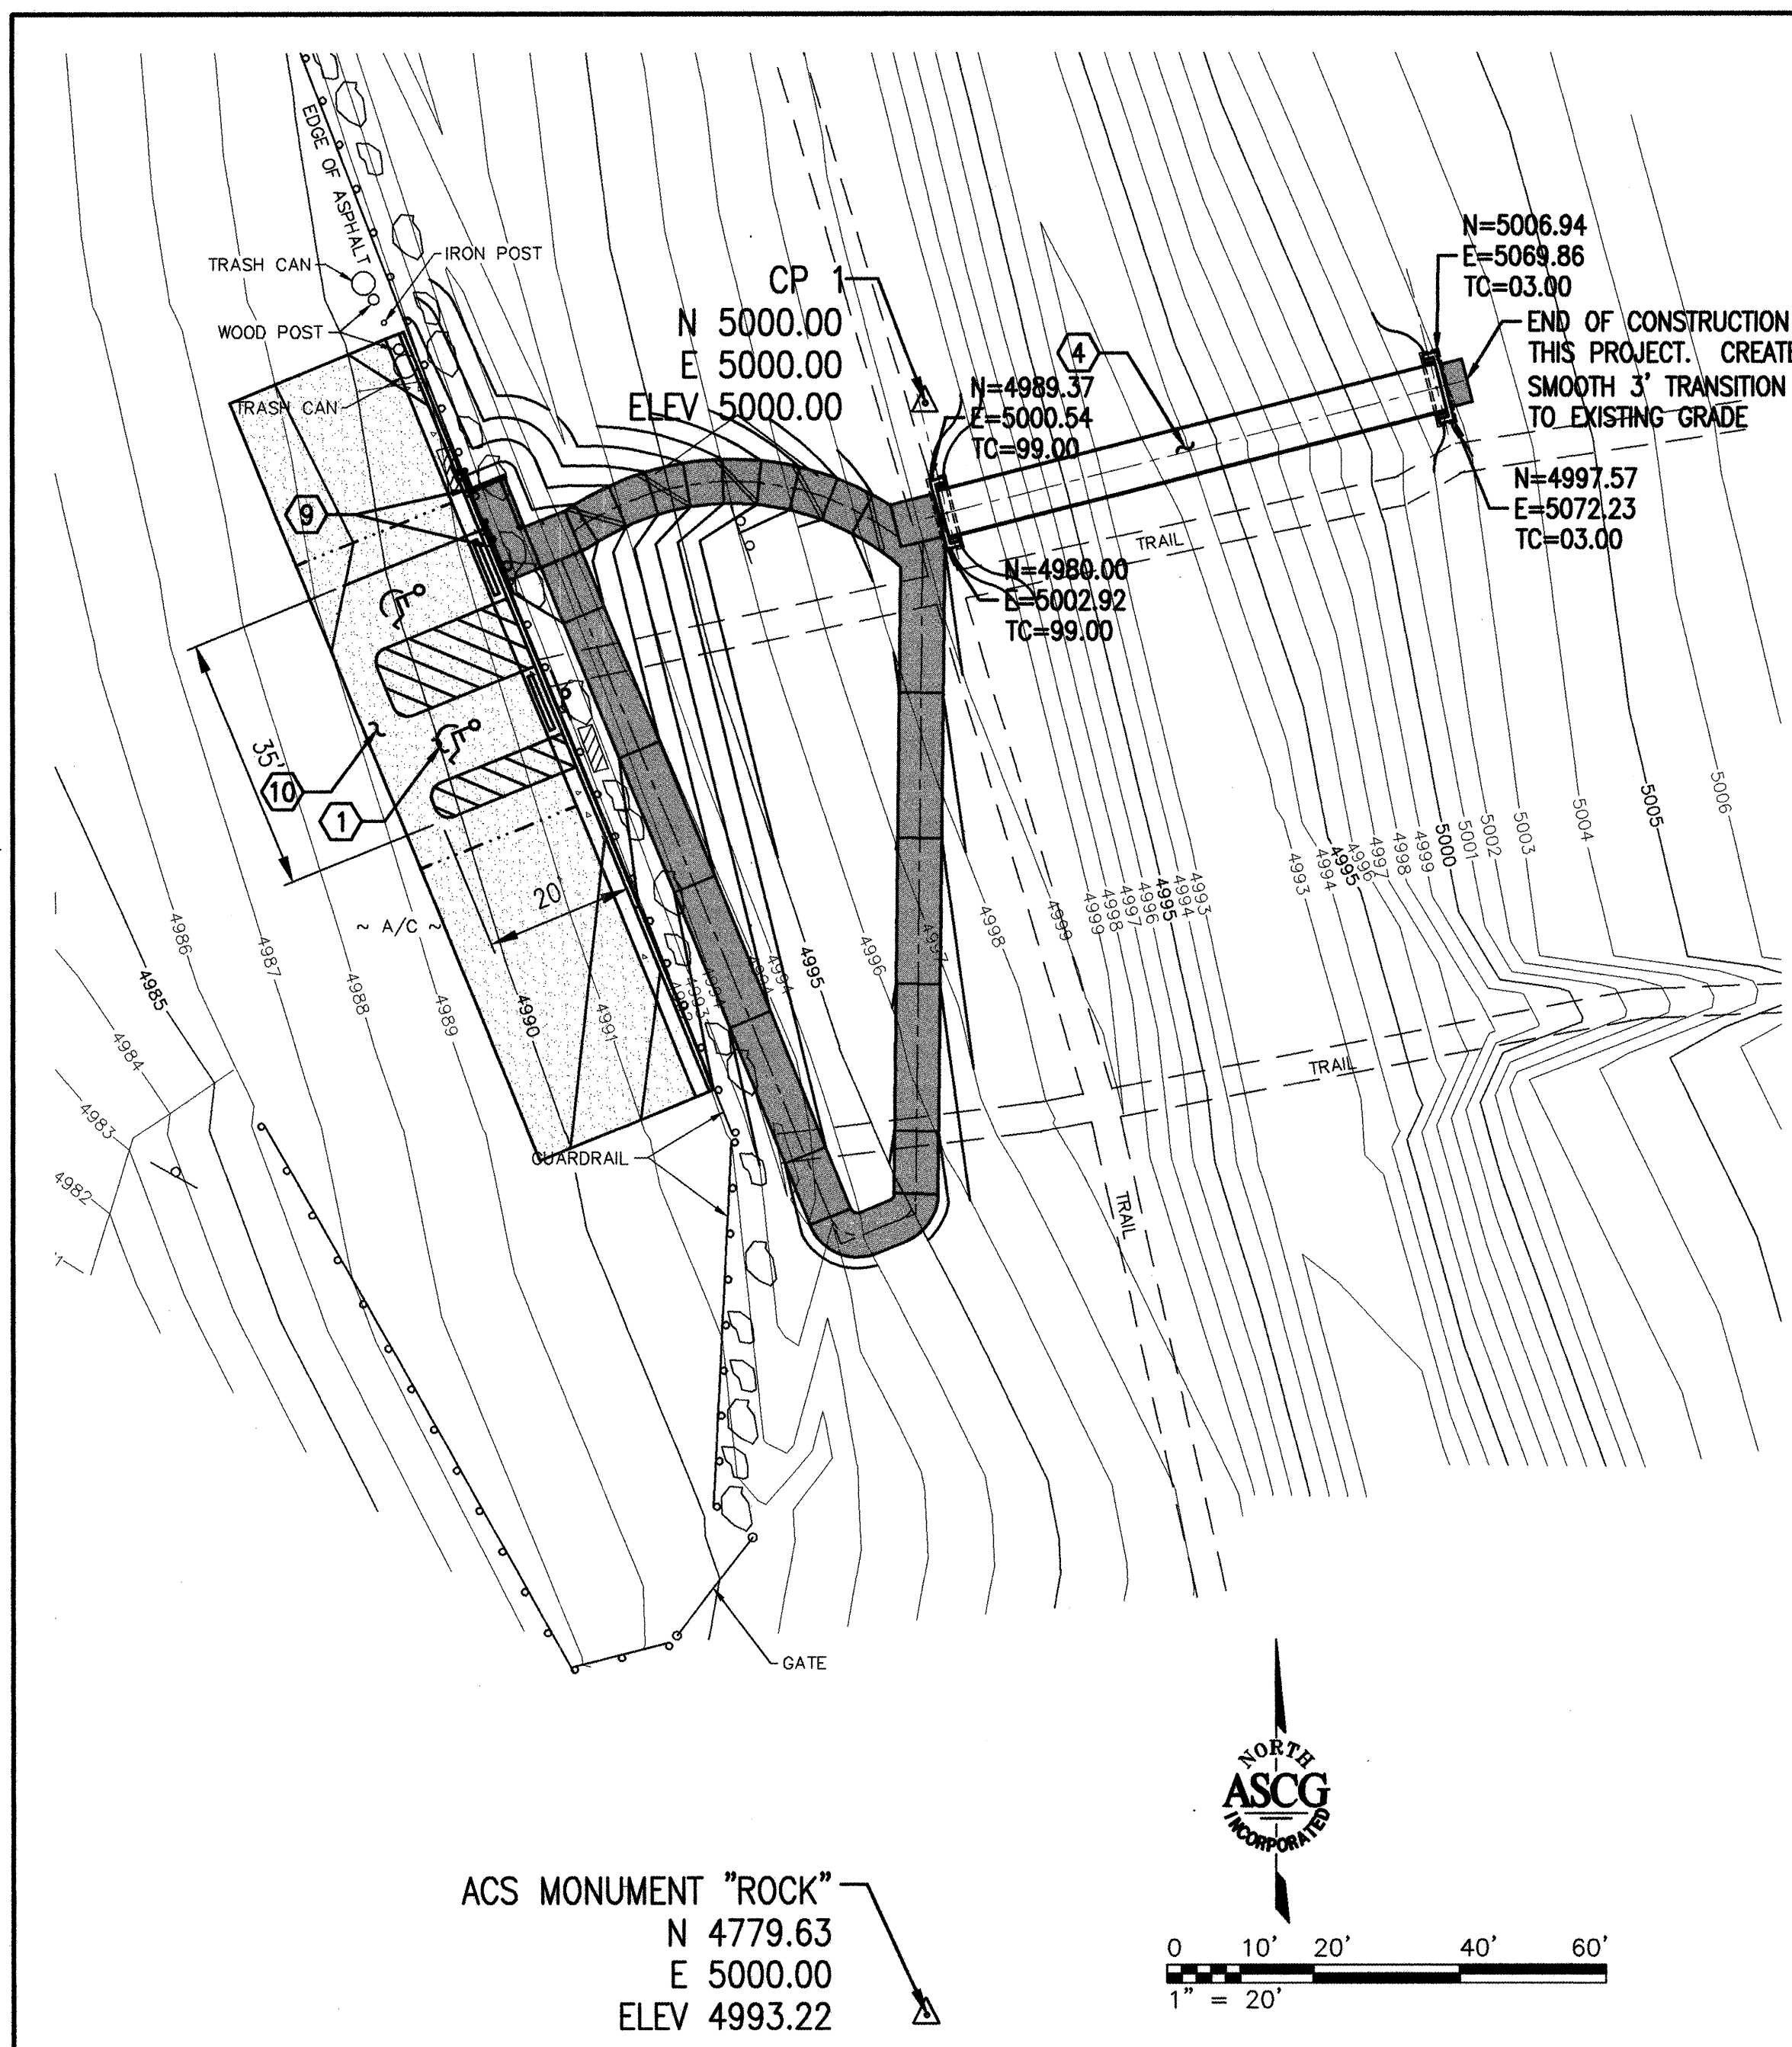 EDGE OF ASPHALT
TRASH CAN
IRON POST
WOOD POST
TRASH CAN
CP 1
N 5000.00
E 5000.00
ELEV 5000.00
N=5006.94
E=5069.86
TC=03.00
END OF CONSTRUCTION
THIS PROJECT. CREATE
SMOOTH 3' TRANSITION
TO EXISTING GRADE
4
N=4989.37
E=5000.54
TC=99.00
N=4997.57
E=5072.23
TC=03.00
TRAIL
N=4980.00
E=5002.92
TC=99.00
9
35'
10
1
20'
~ A/C ~
4986
4987
4988
4989
4990
4991
4992
4993
4994
4994
4994
4995
4996
4997
4998
4999
4999
4998
4997
4996
4995
4994
4993
4993
4994
4995
4996
4997
4998
4999
5000
5001
5002
5003
5004
5005
5006
4985
4984
4983
4982
TRAIL
TRAIL
GUARDRAIL
GATE
NORTH
ASCG
INCORPORATED
ACS MONUMENT "ROCK"
N 4779.63
E 5000.00
ELEV 4993.22
0 10' 20' 40' 60'
1" = 20'